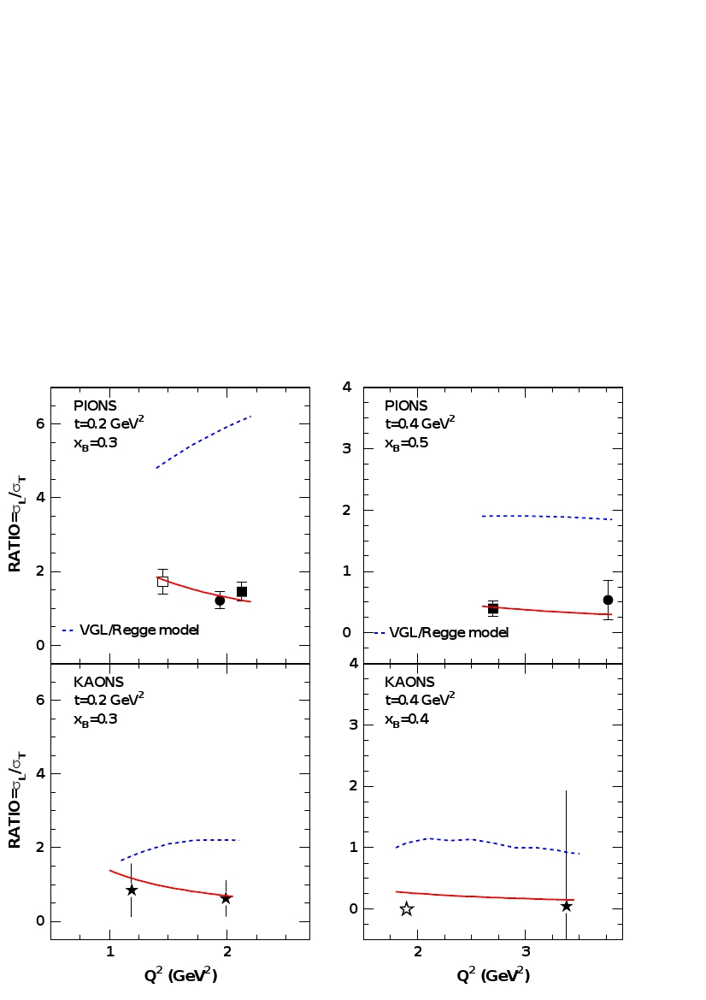 PIONS
t=0.2 GeV²
x_B=0.3
6
4
2
0
RATIO=σ_L/σ_T
VGL/Regge model
4
3
2
1
0
PIONS
t=0.4 GeV²
x_B=0.5
VGL/Regge model
KAONS
t=0.2 GeV²
x_B=0.3
6
4
2
0
RATIO=σ_L/σ_T
1 2
Q² (GeV²)
4
3
2
1
0
KAONS
t=0.4 GeV²
x_B=0.4
2 3
Q² (GeV²)